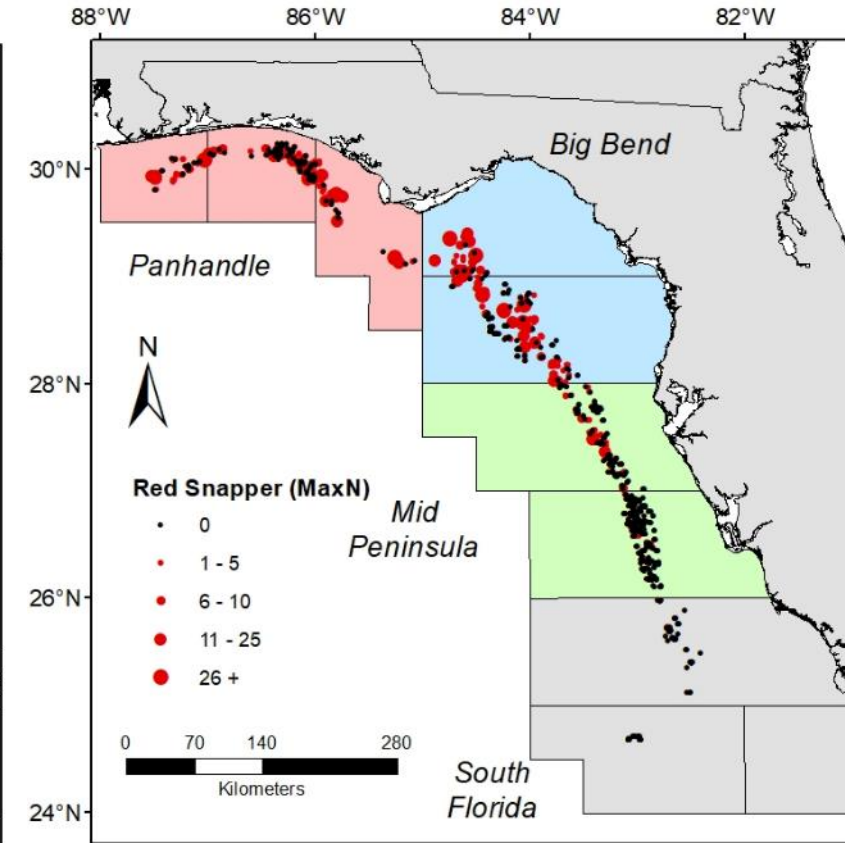 88°W 86°W 84°W 82°W
Big Bend
30°N
Panhandle
N
28°N
Red Snapper (MaxN)
0
1 - 5
6 - 10
11 - 25
26 +
Mid
Peninsula
26°N
0 70 140 280
Kilometers
South
Florida
24°N